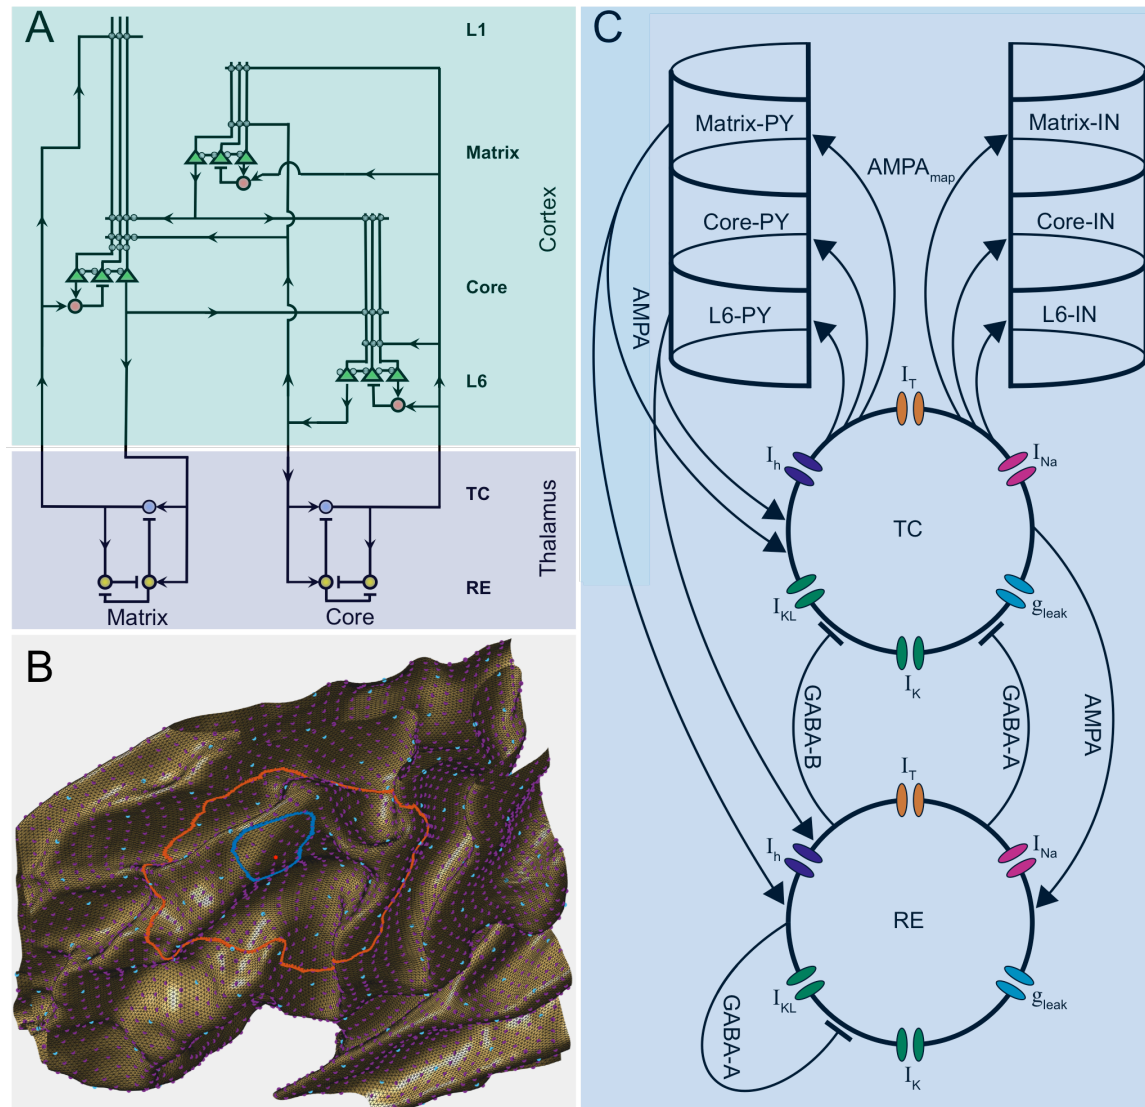 A
L1
Matrix
Cortex
Core
L6
TC
Thalamus
RE
Matrix
Core
B
C
Matrix-PY
Matrix-IN
AMPAmap
Core-PY
Core-IN
AMPA
L6-PY
L6-IN
IT
Ih
INa
TC
IKL
gleak
IK
GABA-B
GABA-A
AMPA
IT
Ih
INa
RE
IKL
gleak
GABA-A
IK